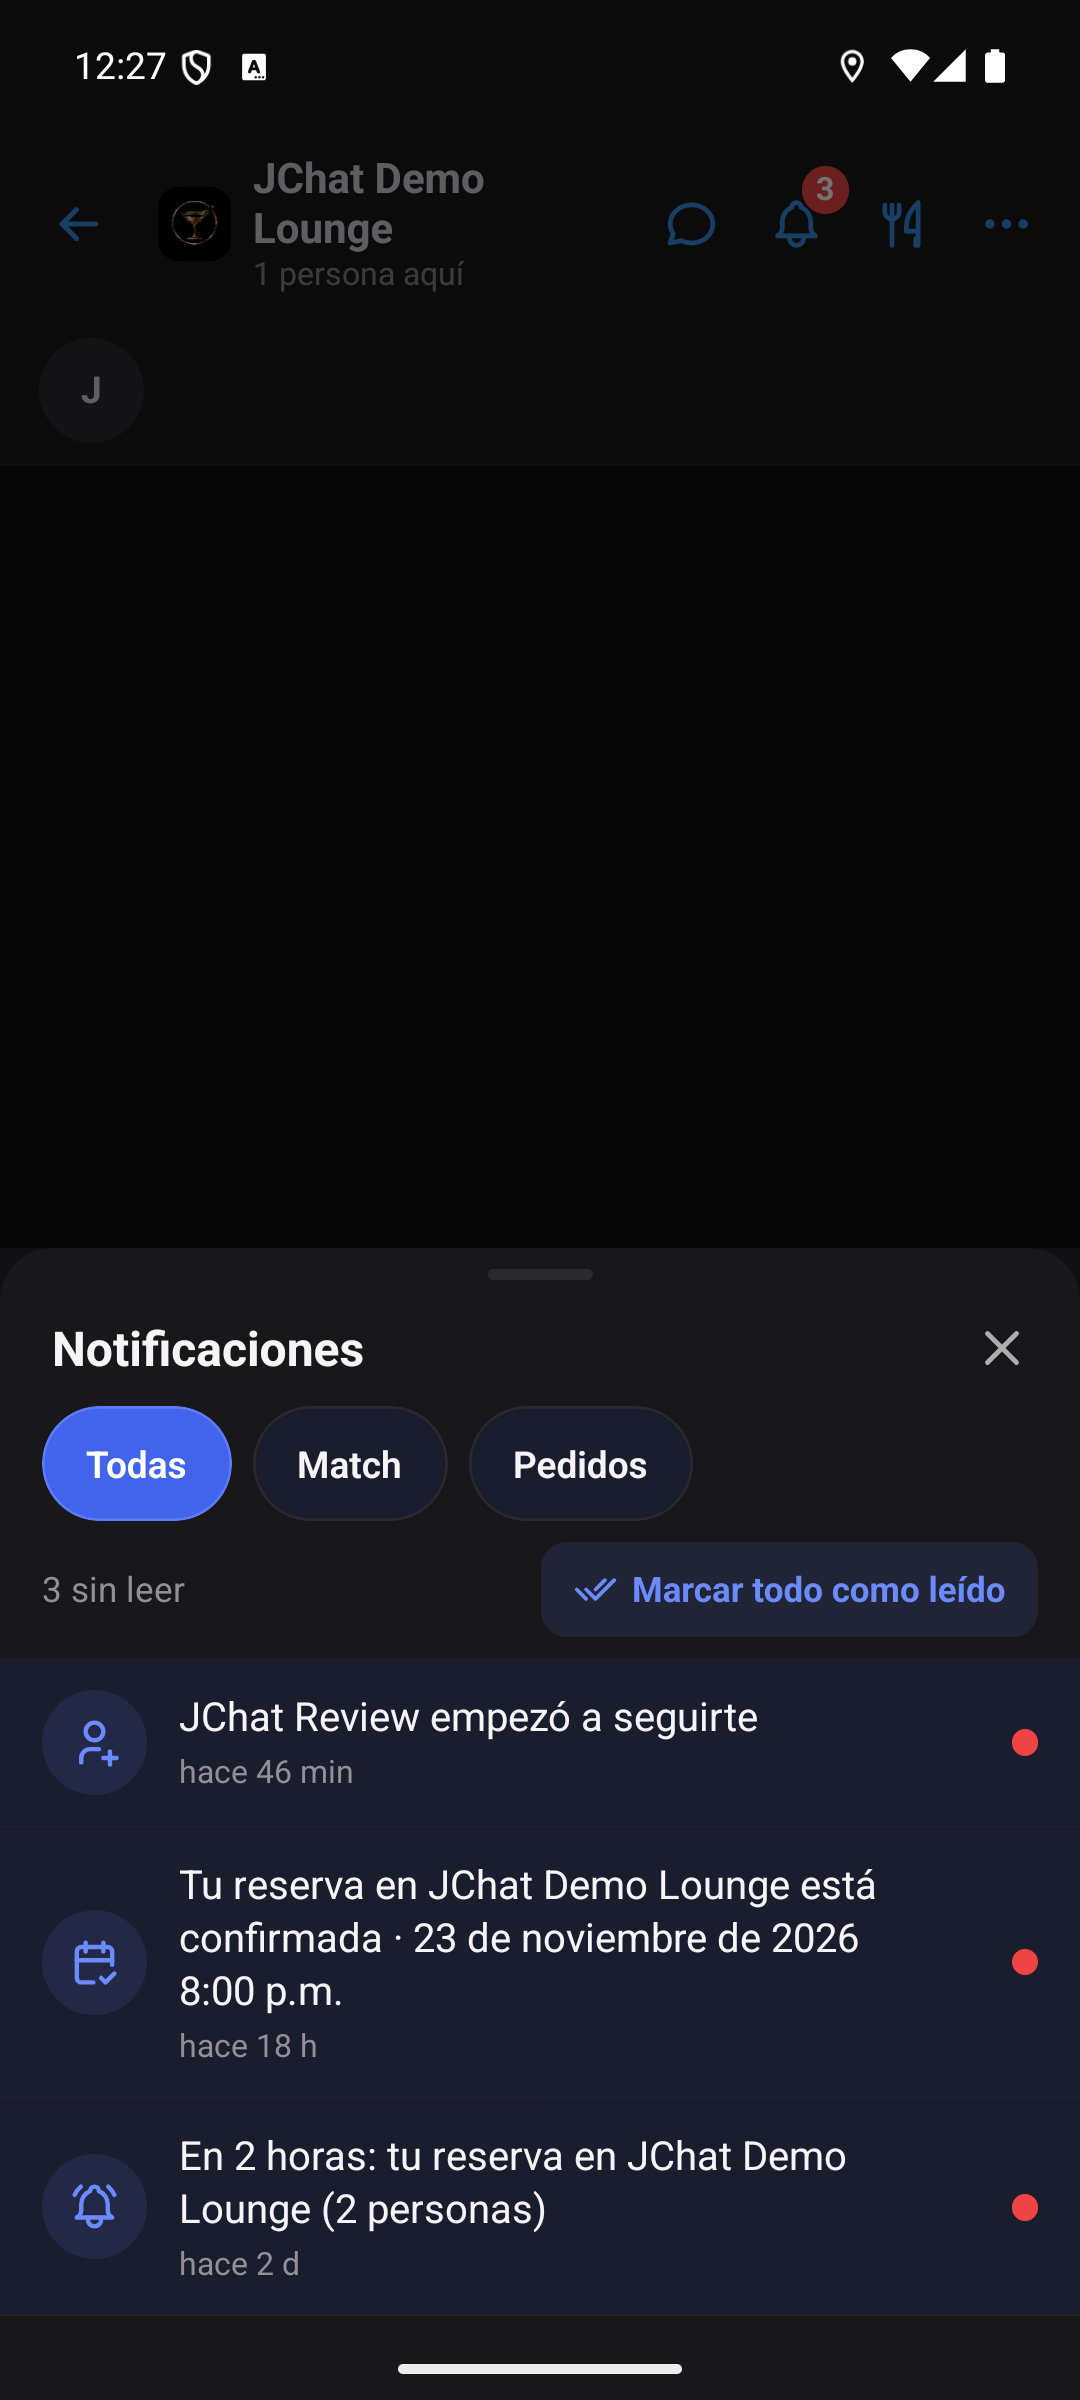 12:27
JChat Demo
Lounge
1 persona aquí
3
J
Notificaciones
Todas
Match
Pedidos
3 sin leer
Marcar todo como leído
JChat Review empezó a seguirte
hace 46 min
Tu reserva en JChat Demo Lounge está
confirmada · 23 de noviembre de 2026
8:00 p.m.
hace 18 h
En 2 horas: tu reserva en JChat Demo
Lounge (2 personas)
hace 2 d